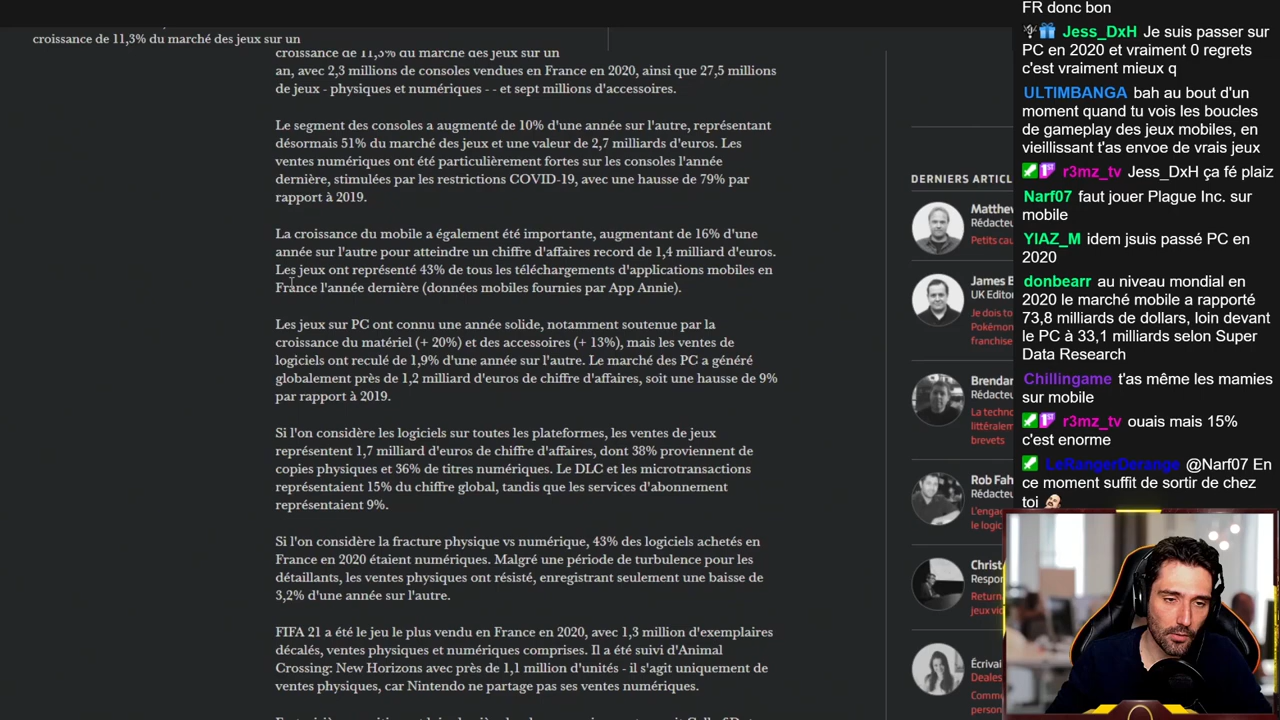 croissance de 11,3% du marché des jeux sur un
croissance de 11,3% du marché des jeux sur un
an, avec 2,3 millions de consoles vendues en France en 2020, ainsi que 27,5 millions
de jeux - physiques et numériques - - et sept millions d'accessoires.
Le segment des consoles a augmenté de 10% d'une année sur l'autre, représentant
désormais 51% du marché des jeux et une valeur de 2,7 milliards d'euros. Les
ventes numériques ont été particulièrement fortes sur les consoles l'année
dernière, stimulées par les restrictions COVID-19, avec une hausse de 79% par
rapport à 2019.
La croissance du mobile a également été importante, augmentant de 16% d'une
année sur l'autre pour atteindre un chiffre d'affaires record de 1,4 milliard d'euros.
Les jeux ont représenté 43% de tous les téléchargements d'applications mobiles en
France l'année dernière (données mobiles fournies par App Annie).
Les jeux sur PC ont connu une année solide, notamment soutenue par la
croissance du matériel (+ 20%) et des accessoires (+ 13%), mais les ventes de
logiciels ont reculé de 1,9% d'une année sur l'autre. Le marché des PC a généré
globalement près de 1,2 milliard d'euros de chiffre d'affaires, soit une hausse de 9%
par rapport à 2019.
Si l'on considère les logiciels sur toutes les plateformes, les ventes de jeux
représentent 1,7 milliard d'euros de chiffre d'affaires, dont 38% proviennent de
copies physiques et 36% de titres numériques. Le DLC et les microtransactions
représentaient 15% du chiffre global, tandis que les services d'abonnement
représentaient 9%.
Si l'on considère la fracture physique vs numérique, 43% des logiciels achetés en
France en 2020 étaient numériques. Malgré une période de turbulence pour les
détaillants, les ventes physiques ont résisté, enregistrant seulement une baisse de
3,2% d'une année sur l'autre.
FIFA 21 a été le jeu le plus vendu en France en 2020, avec 1,3 million d'exemplaires
décalés, ventes physiques et numériques comprises. Il a été suivi d'Animal
Crossing: New Horizons avec près de 1,1 million d'unités - il s'agit uniquement de
ventes physiques, car Nintendo ne partage pas ses ventes numériques.
DERNIERS ARTICL
Matthew
Rédacteu
Petits cau
James B
UK Editor
Je dois to
Pokémon
franchise
Brendan
Rédacteu
La techno
littéralem
brevets
Rob Fah
Rédacteu
L'engag
le logic
Christ
Respon
Return
jeux vid
Écrivai
Deales
Comme
person
FR donc bon
Jess_DxH Je suis passer sur
PC en 2020 et vraiment 0 regrets
c'est vraiment mieux q
ULTIMBANGA bah au bout d'un
moment quand tu vois les boucles
de gameplay des jeux mobiles, en
vieillissant t'as envoe de vrais jeux
r3mz_tv Jess_DxH ça fé plaiz
Narf07 faut jouer Plague Inc. sur
mobile
YIAZ_M idem jsuis passé PC en
2020
donbearr au niveau mondial en
2020 le marché mobile a rapporté
73,8 milliards de dollars, loin devant
le PC à 33,1 milliards selon Super
Data Research
Chillingame t'as même les mamies
sur mobile
r3mz_tv ouais mais 15%
c'est enorme
LeRangerDerange @Narf07 En
ce moment suffit de sortir de chez
toi